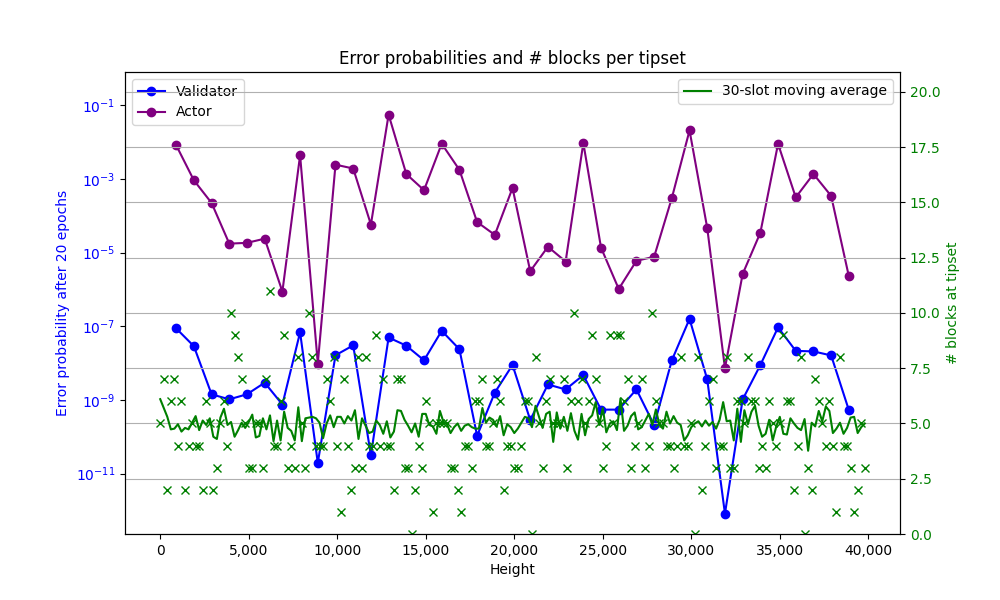 Error probabilities and # blocks per tipset
Validator
Actor
30-slot moving average
10⁻¹
10⁻³
10⁻⁵
10⁻⁷
10⁻⁹
10⁻¹¹
Error probability after 20 epochs
20.0
17.5
15.0
12.5
10.0
7.5
5.0
2.5
0.0
# blocks at tipset
0 5,000 10,000 15,000 20,000 25,000 30,000 35,000 40,000
Height